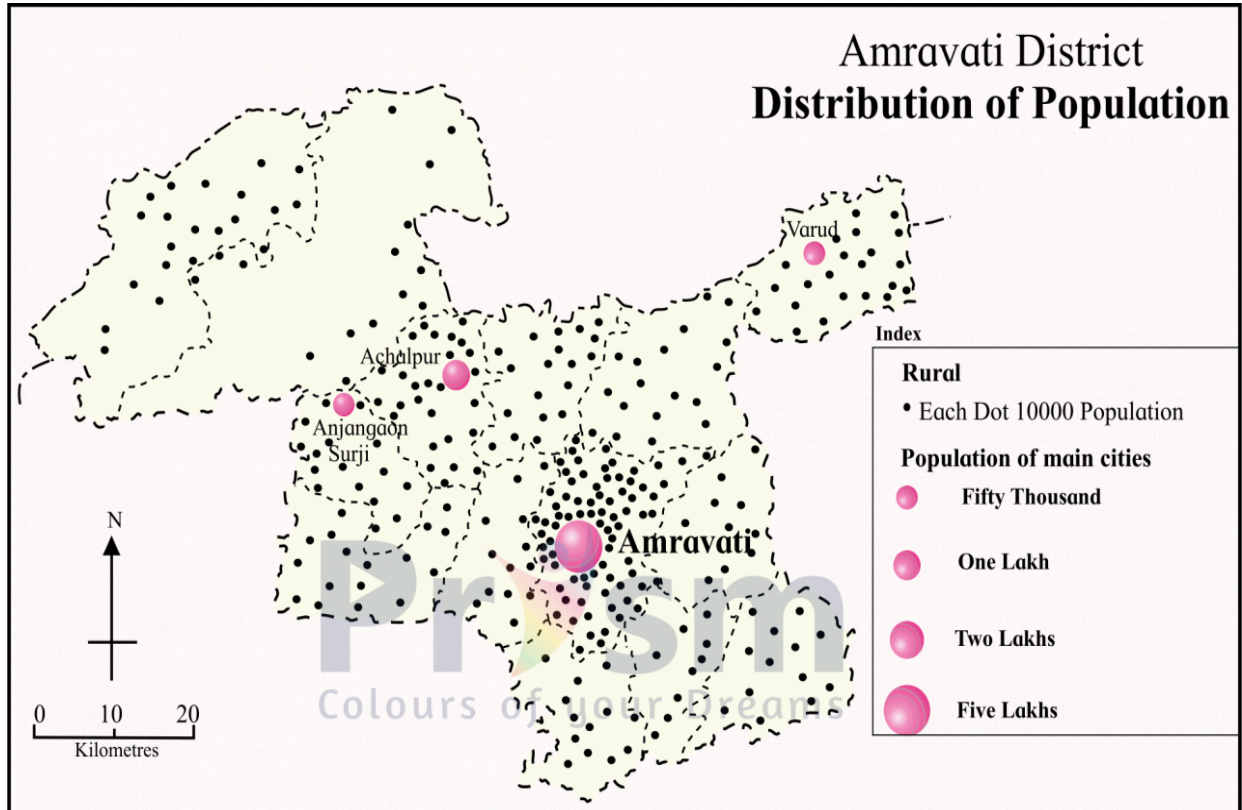 Amravati District
Distribution of Population
Varud
Index
Achalpur
Rural
Each Dot 10000 Population
Anjangaon
Surji
Population of main cities
Fifty Thousand
N
Amravati
One Lakh
Prism
Two Lakhs
Colours of your Dreams
0 10 20
Five Lakhs
Kilometres